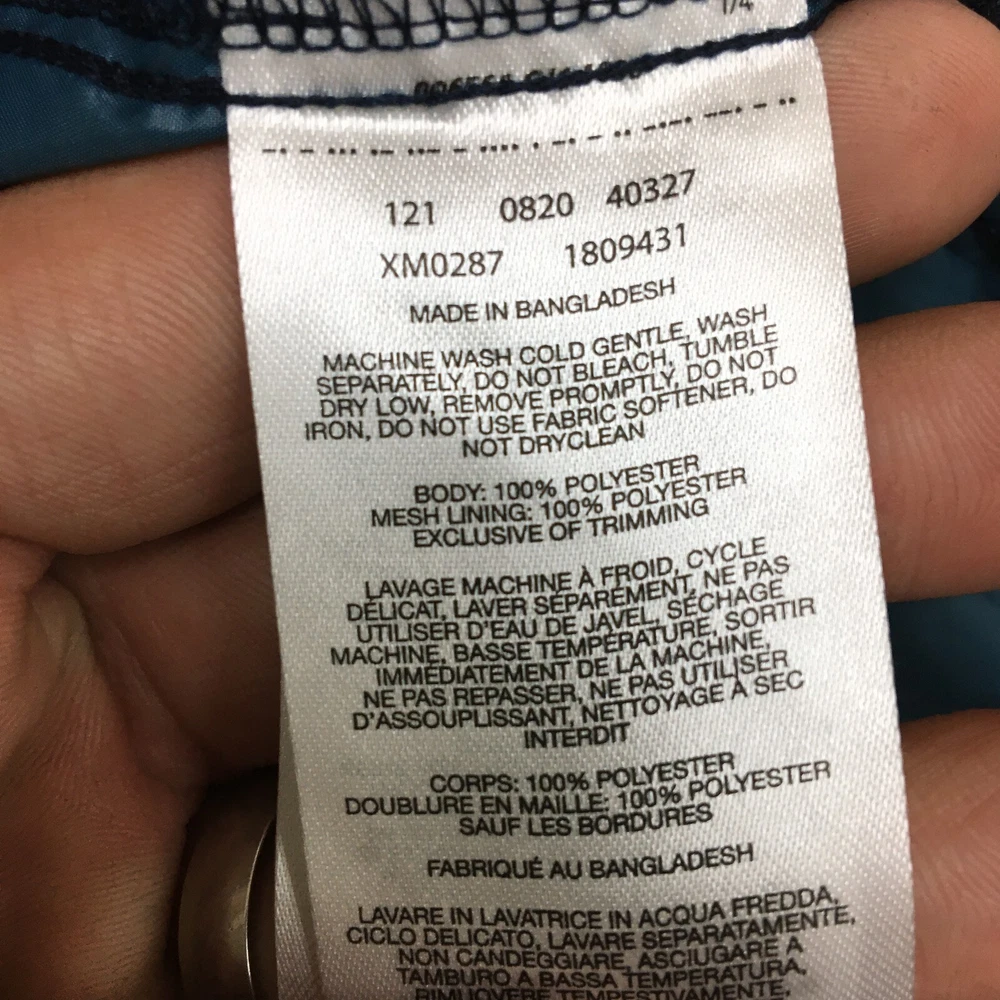 1/4
121 0820 40327
XM0287 1809431
MADE IN BANGLADESH
MACHINE WASH COLD GENTLE, WASH
SEPARATELY, DO NOT BLEACH, TUMBLE
DRY LOW, REMOVE PROMPTLY, DO NOT
IRON, DO NOT USE FABRIC SOFTENER, DO
NOT DRYCLEAN
BODY: 100% POLYESTER
MESH LINING: 100% POLYESTER
EXCLUSIVE OF TRIMMING
LAVAGE MACHINE À FROID, CYCLE
DÉLICAT, LAVER SÉPARÉMENT, NE PAS
UTILISER D'EAU DE JAVEL, SÉCHAGE
MACHINE, BASSE TEMPÉRATURE, SORTIR
IMMÉDIATEMENT DE LA MACHINE,
NE PAS REPASSER, NE PAS UTILISER
D'ASSOUPLISSANT, NETTOYAGE À SEC
INTERDIT
CORPS: 100% POLYESTER
DOUBLURE EN MAILLE: 100% POLYESTER
SAUF LES BORDURES
FABRIQUÉ AU BANGLADESH
LAVARE IN LAVATRICE IN ACQUA FREDDA,
CICLO DELICATO, LAVARE SEPARATAMENTE,
NON CANDEGGIARE, ASCIUGARE A
TAMBURO A BASSA TEMPERATURA,
RIMUOVERE TEMPESTIVAMENTE,